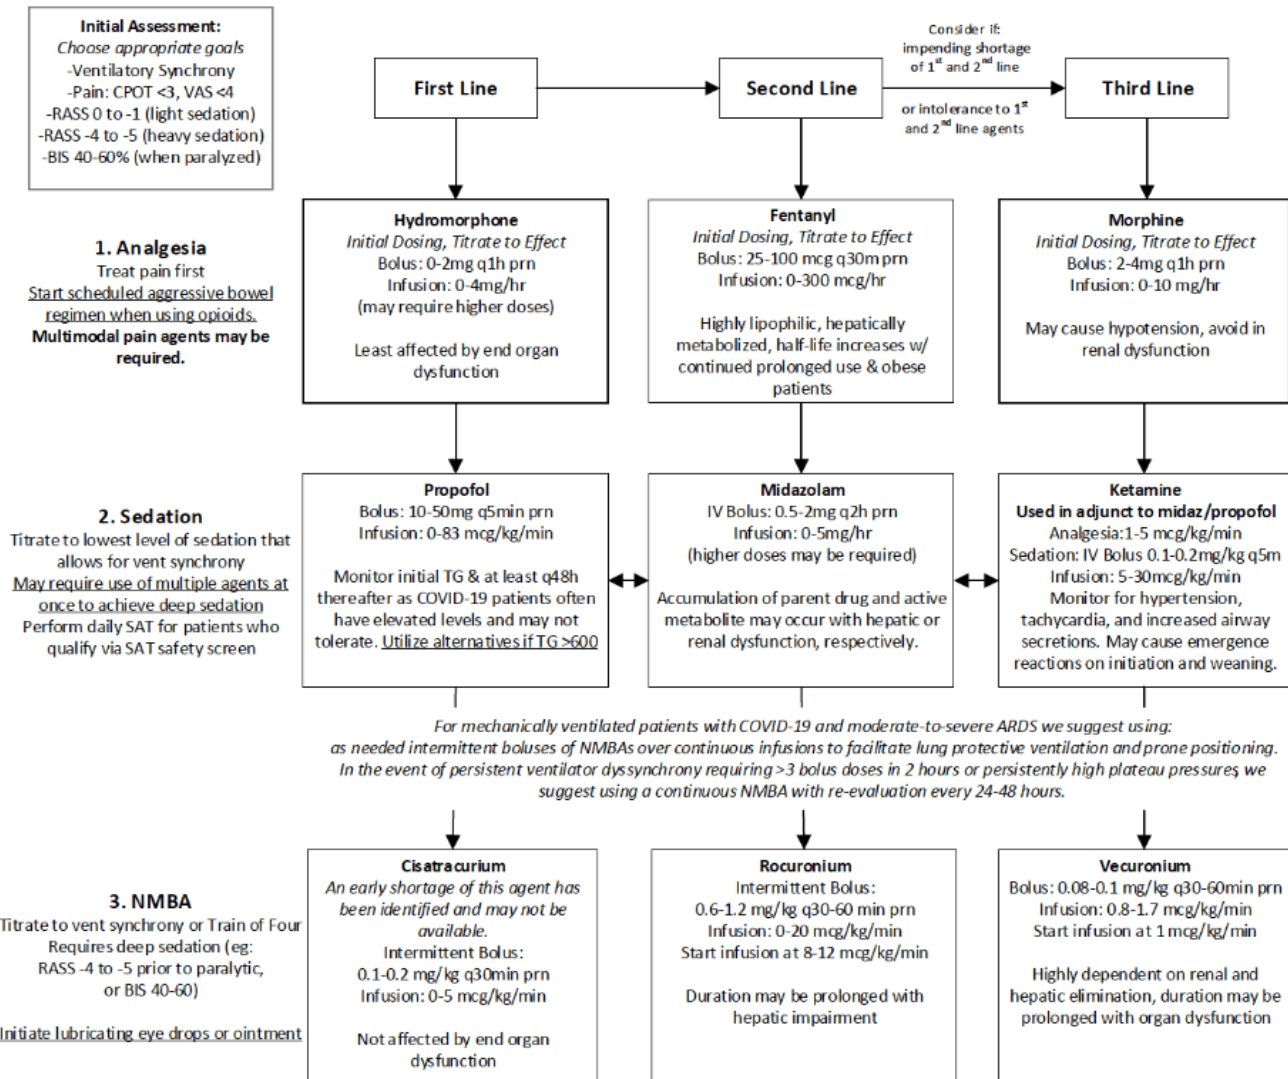 Initial Assessment:
Choose appropriate goals
-Ventilatory Synchrony
-Pain: CPOT <3, VAS <4
-RASS 0 to -1 (light sedation)
-RASS -4 to -5 (heavy sedation)
-BIS 40-60% (when paralyzed)
First Line
Second Line
Consider if:
impending shortage
of 1st and 2nd line
or intolerance to 1st
and 2nd line agents
Third Line
1. Analgesia
Treat pain first
Start scheduled aggressive bowel
regimen when using opioids.
Multimodal pain agents may be
required.
Hydromorphone
Initial Dosing, Titrate to Effect
Bolus: 0-2mg q1h prn
Infusion: 0-4mg/hr
(may require higher doses)
Least affected by end organ
dysfunction
Fentanyl
Initial Dosing, Titrate to Effect
Bolus: 25-100 mcg q30m prn
Infusion: 0-300 mcg/hr
Highly lipophilic, hepatically
metabolized, half-life increases w/
continued prolonged use & obese
patients
Morphine
Initial Dosing, Titrate to Effect
Bolus: 2-4mg q1h prn
Infusion: 0-10 mg/hr
May cause hypotension, avoid in
renal dysfunction
2. Sedation
Titrate to lowest level of sedation that
allows for vent synchrony
May require use of multiple agents at
once to achieve deep sedation
Perform daily SAT for patients who
qualify via SAT safety screen
Propofol
Bolus: 10-50mg q5min prn
Infusion: 0-83 mcg/kg/min
Monitor initial TG & at least q48h
thereafter as COVID-19 patients often
have elevated levels and may not
tolerate. Utilize alternatives if TG >600
Midazolam
IV Bolus: 0.5-2mg q2h prn
Infusion: 0-5mg/hr
(higher doses may be required)
Accumulation of parent drug and active
metabolite may occur with hepatic or
renal dysfunction, respectively.
Ketamine
Used in adjunct to midaz/propofol
Analgesia:1-5 mcg/kg/min
Sedation: IV Bolus 0.1-0.2mg/kg q5m
Infusion: 5-30mcg/kg/min
Monitor for hypertension,
tachycardia, and increased airway
secretions. May cause emergence
reactions on initiation and weaning.
For mechanically ventilated patients with COVID-19 and moderate-to-severe ARDS we suggest using:
as needed intermittent boluses of NMBAs over continuous infusions to facilitate lung protective ventilation and prone positioning.
In the event of persistent ventilator dyssynchrony requiring >3 bolus doses in 2 hours or persistently high plateau pressures, we
suggest using a continuous NMBA with re-evaluation every 24-48 hours.
3. NMBA
Titrate to vent synchrony or Train of Four
Requires deep sedation (eg:
RASS -4 to -5 prior to paralytic,
or BIS 40-60)
Initiate lubricating eye drops or ointment
Cisatracurium
An early shortage of this agent has
been identified and may not be
available.
Intermittent Bolus:
0.1-0.2 mg/kg q30min prn
Infusion: 0-5 mcg/kg/min
Not affected by end organ
dysfunction
Rocuronium
Intermittent Bolus:
0.6-1.2 mg/kg q30-60 min prn
Infusion: 0-20 mcg/kg/min
Start infusion at 8-12 mcg/kg/min
Duration may be prolonged with
hepatic impairment
Vecuronium
Bolus: 0.08-0.1 mg/kg q30-60min prn
Infusion: 0.8-1.7 mcg/kg/min
Start infusion at 1 mcg/kg/min
Highly dependent on renal and
hepatic elimination, duration may be
prolonged with organ dysfunction